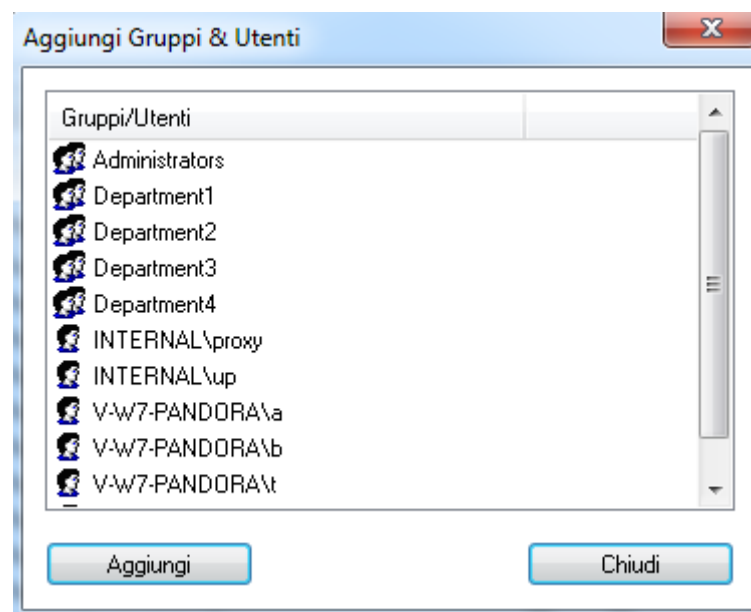 Aggiungi Gruppi & Utenti
Gruppi/Utenti
Administrators
Department1
Department2
Department3
Department4
INTERNAL\proxy
INTERNAL\up
V-W7-PANDORA\a
V-W7-PANDORA\b
V-W7-PANDORA\t
Aggiungi Chiudi